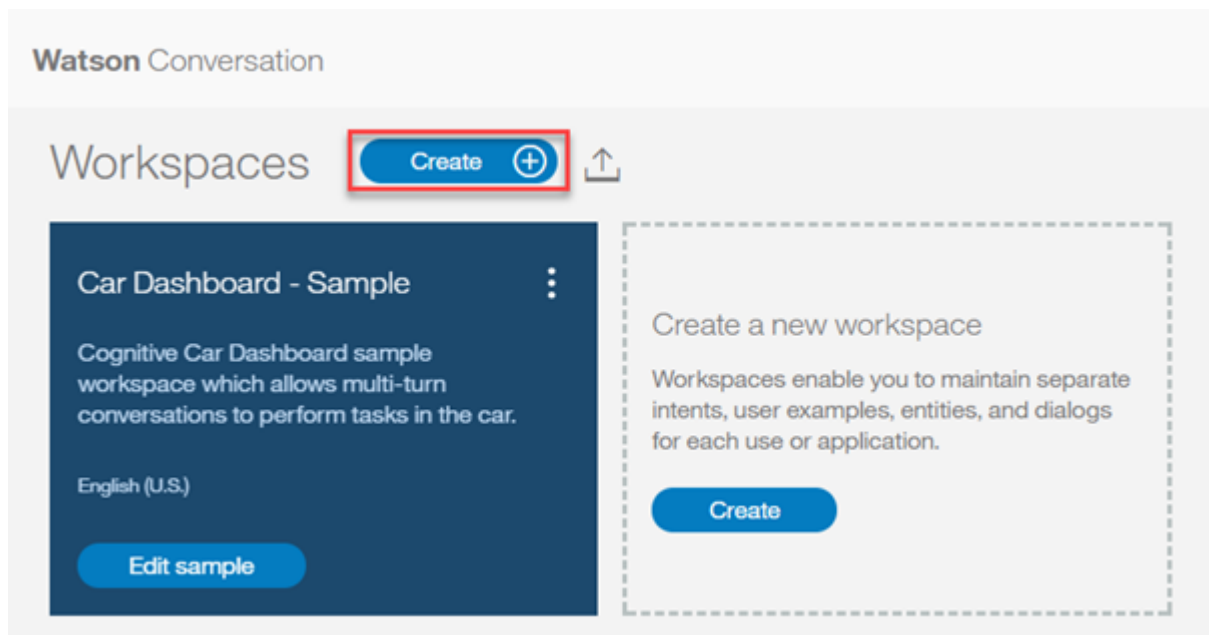 Watson Conversation
Workspaces
Create
Car Dashboard - Sample
Cognitive Car Dashboard sample
workspace which allows multi-turn
conversations to perform tasks in the car.
English (U.S.)
Edit sample
Create a new workspace
Workspaces enable you to maintain separate
intents, user examples, entities, and dialogs
for each use or application.
Create